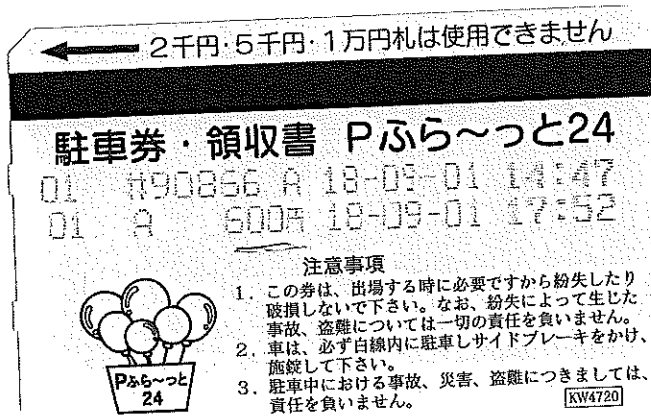 2千円・5千円・1万円札は使用できません
駐車券・領収書 Pふら～っと24
01 #90866 A 18-09-01 14:47
01 A 600円 18-09-01 17:52
注意事項
1. この券は、出場する時に必要ですから紛失したり
破損しないで下さい。なお、紛失によって生じた
事故、盗難については一切の責任を負いません。
2. 車は、必ず白線内に駐車しサイドブレーキをかけ、
施錠して下さい。
3. 駐車中における事故、災害、盗難につきましては、
責任を負いません。
Pふら～っと
24
KW4720